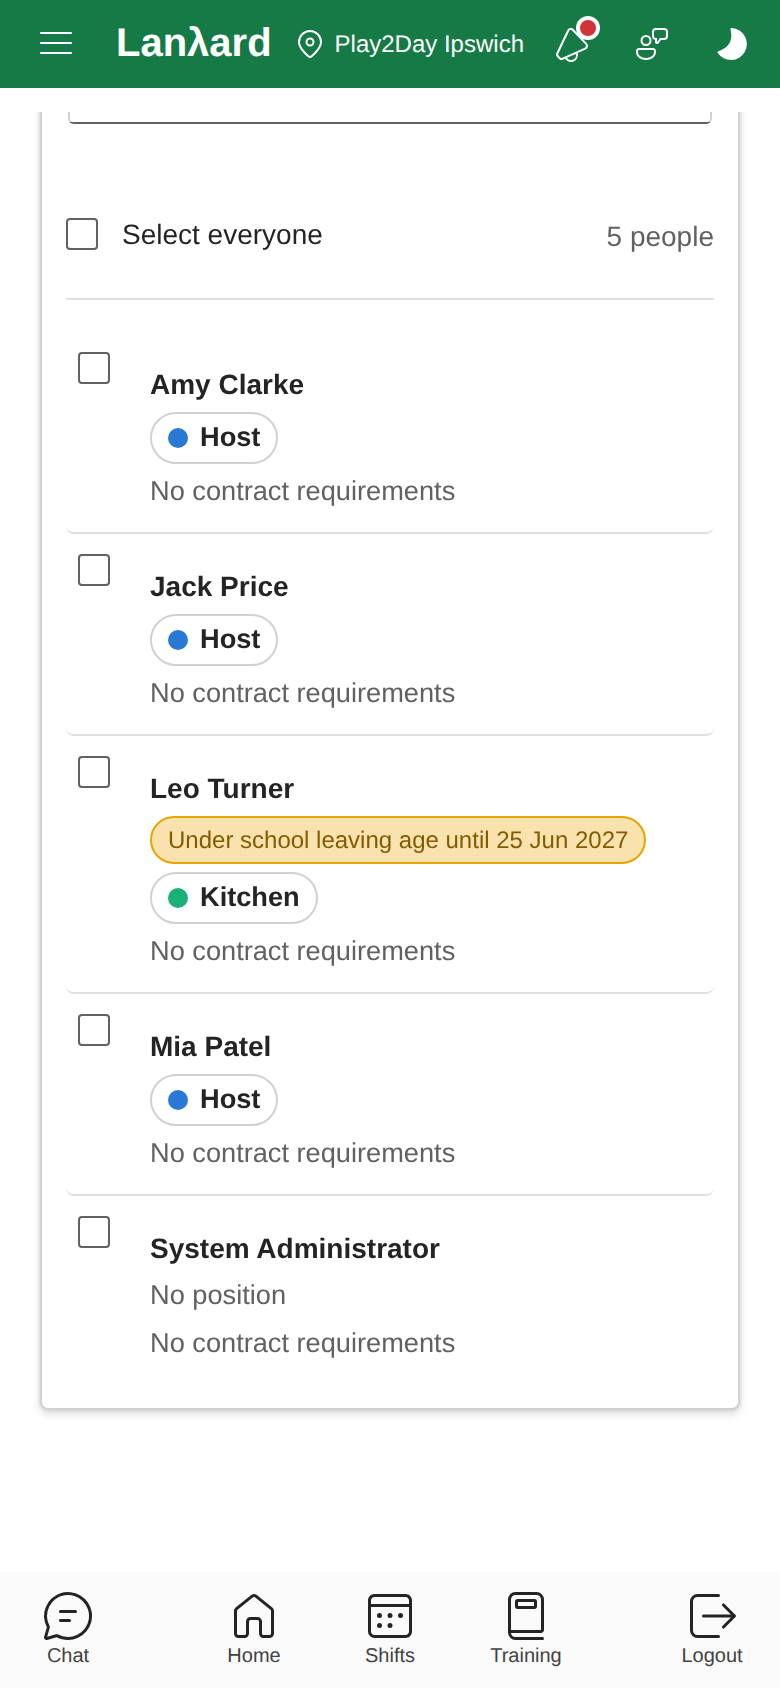 Lanλard
Play2Day Ipswich
Select everyone
5 people
Amy Clarke
Host
No contract requirements
Jack Price
Host
No contract requirements
Leo Turner
Under school leaving age until 25 Jun 2027
Kitchen
No contract requirements
Mia Patel
Host
No contract requirements
System Administrator
No position
No contract requirements
Chat
Home
Shifts
Training
Logout